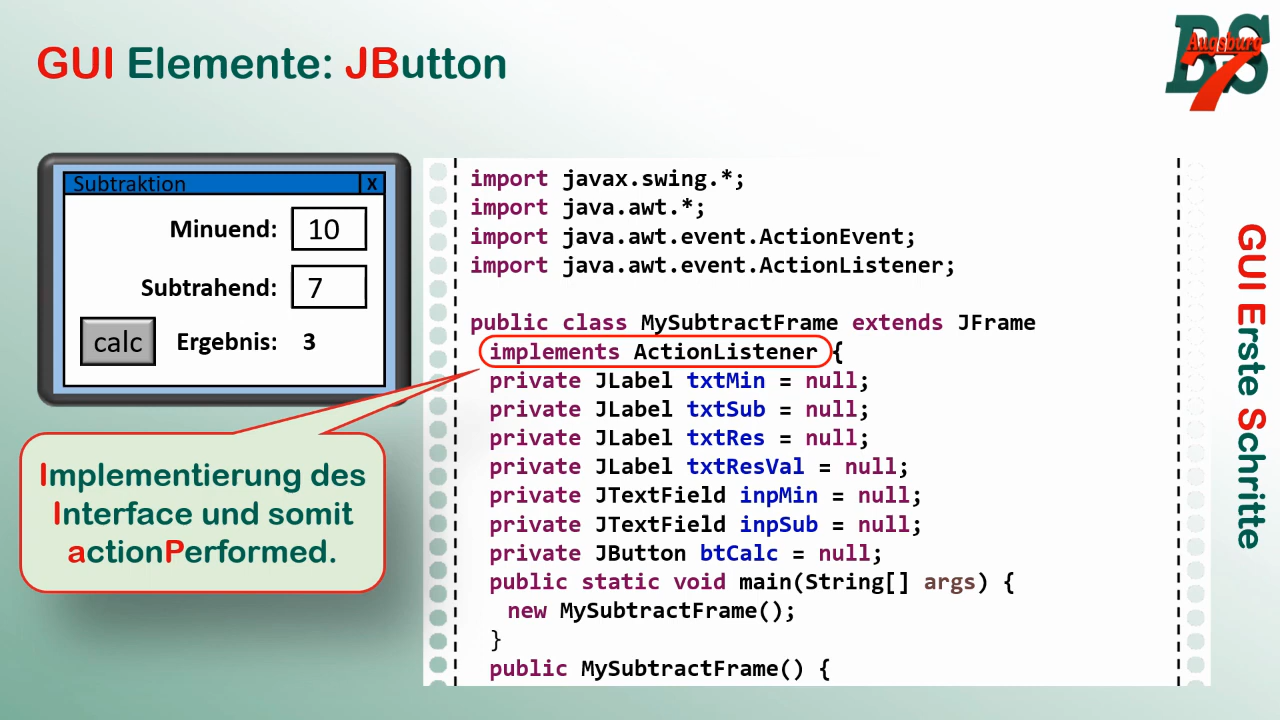 GUI Elemente: JButton
BS
Augsburg
7
Subtraktion
X
Minuend: 10
Subtrahend: 7
calc Ergebnis: 3
Implementierung des
Interface und somit
actionPerformed.
import javax.swing.*;
import java.awt.*;
import java.awt.event.ActionEvent;
import java.awt.event.ActionListener;
public class MySubtractFrame extends JFrame
implements ActionListener {
private JLabel txtMin = null;
private JLabel txtSub = null;
private JLabel txtRes = null;
private JLabel txtResVal = null;
private JTextField inpMin = null;
private JTextField inpSub = null;
private JButton btCalc = null;
public static void main(String[] args) {
new MySubtractFrame();
}
public MySubtractFrame() {
GUI Erste Schritte